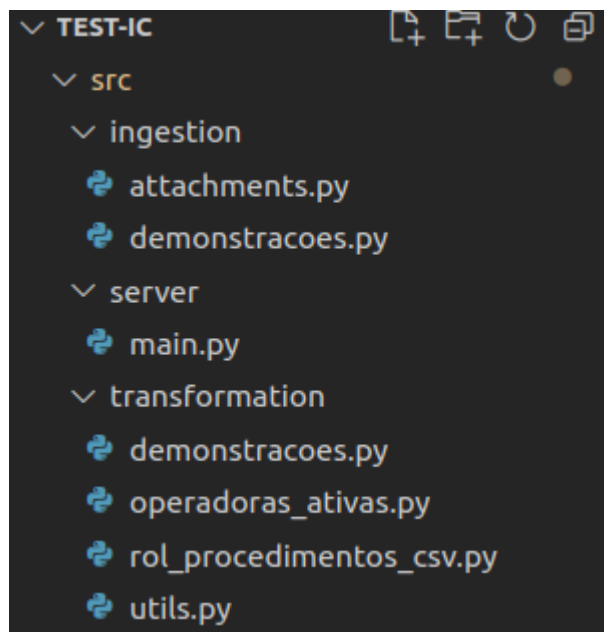 TEST-IC
src
ingestion
attachments.py
demonstracoes.py
server
main.py
transformation
demonstracoes.py
operadoras_ativas.py
rol_procedimentos_csv.py
utils.py